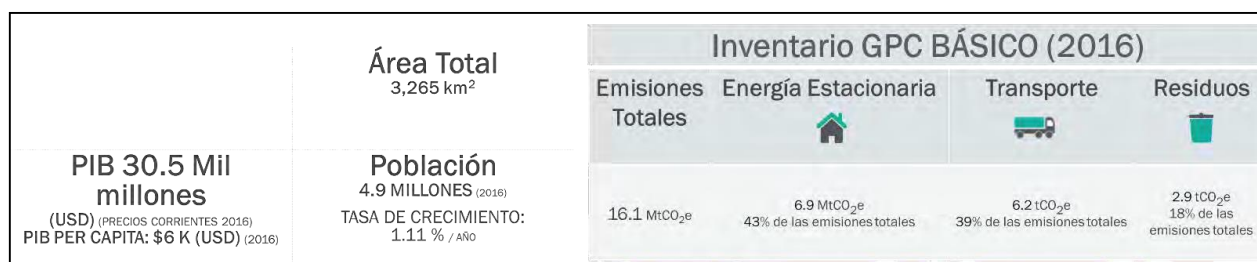 Área Total
3,265 km²
PIB 30.5 Mil
millones
(USD) (PRECIOS CORRIENTES 2016)
PIB PER CAPITA: $6 K (USD) (2016)
Población
4.9 MILLONES (2016)
TASA DE CRECIMIENTO:
1.11 % / AÑO
Inventario GPC BÁSICO (2016)
Emisiones
Totales
Energía Estacionaria
Transporte
Residuos
16.1 MtCO₂e
6.9 MtCO₂e
43% de las emisiones totales
6.2 tCO₂e
39% de las emisiones totales
2.9 tCO₂e
18% de las
emisiones totales